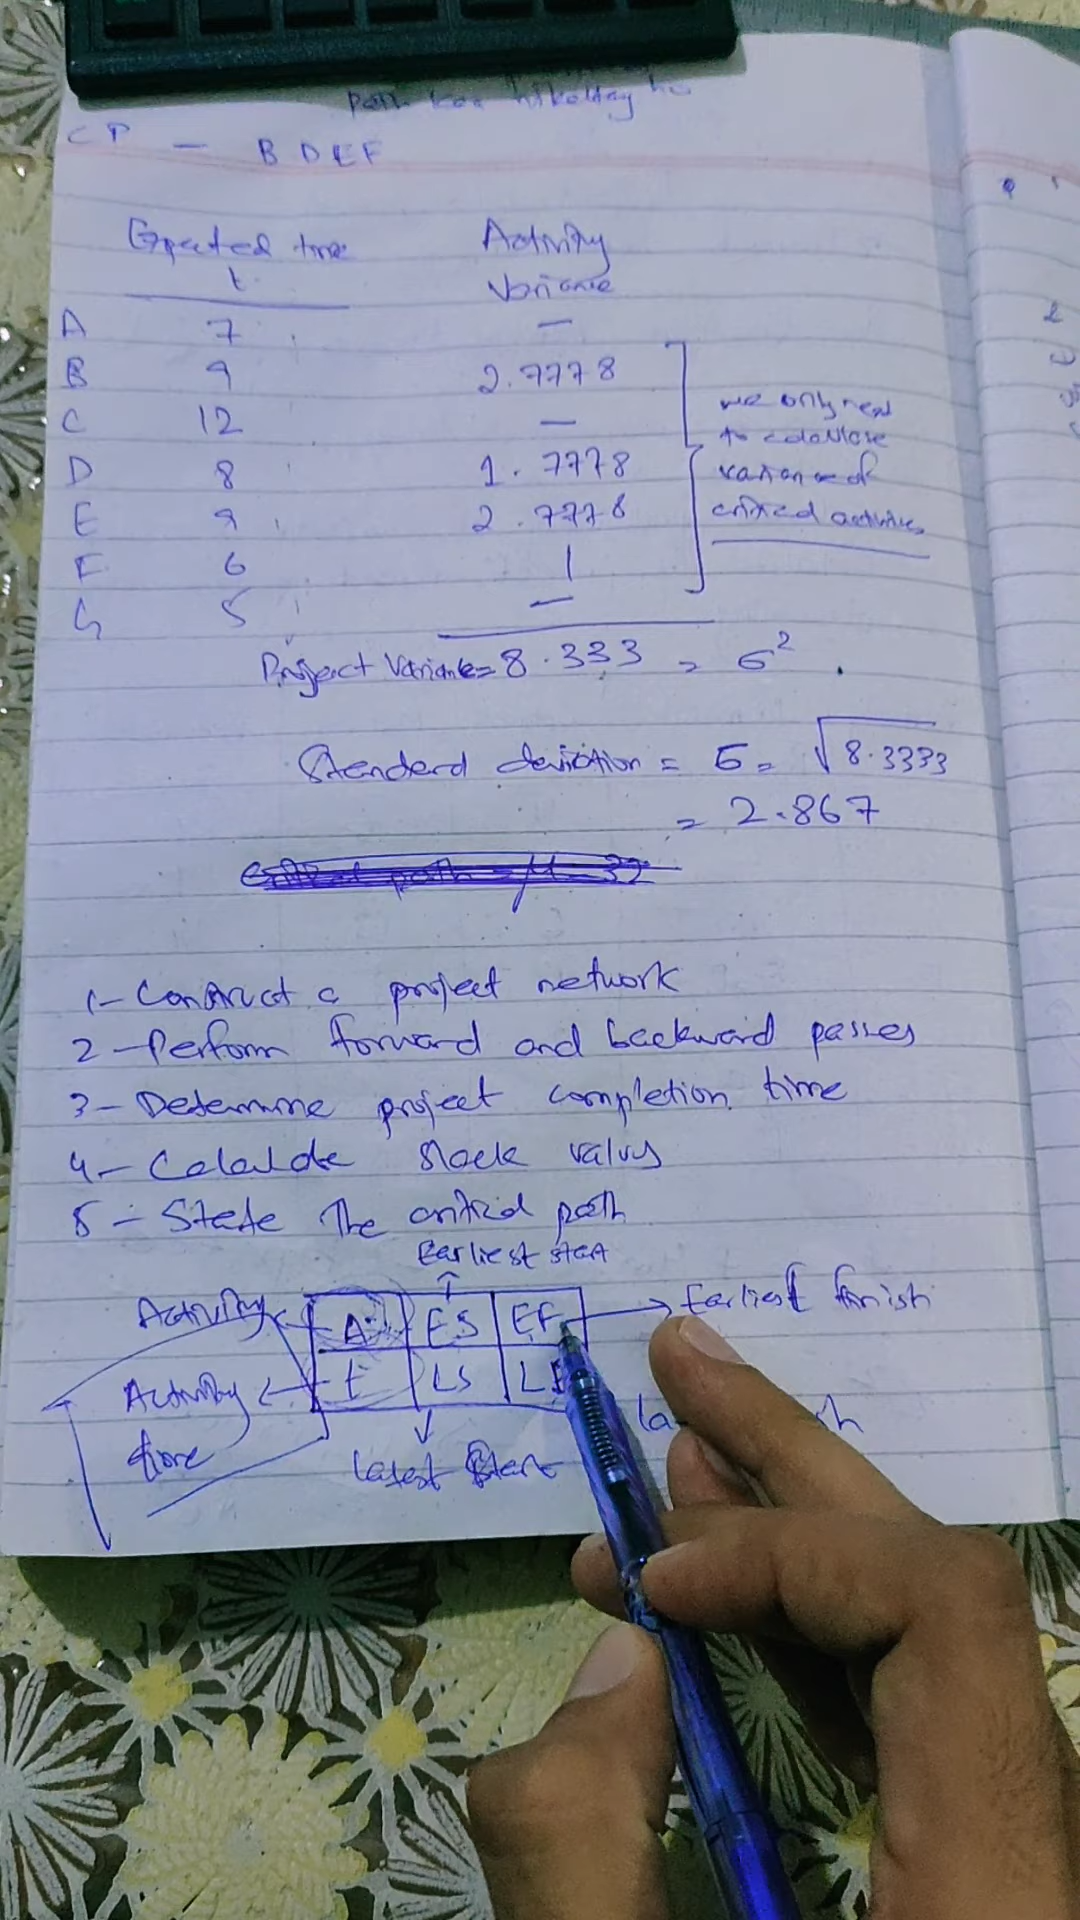 CP - BDEF
Expected time Activity
t. Variance
A 7 —
B 9 2.7778
C 12 —
D 8 1.7778
E 9 2.7778
F 6 1
G 5 —
we only need
to calculate
variance of
critical activities
Project Variance = 8.333 = σ²
Standard deviation = σ = √8.3333
= 2.867
1- Construct a project network
2- Perform forward and backward passes
3- Determine project completion time
4- Calculate slack values
5- State the critical path
Earliest start
Activity A ES EF Earliest finish
Activity t LS
time
Latest Start